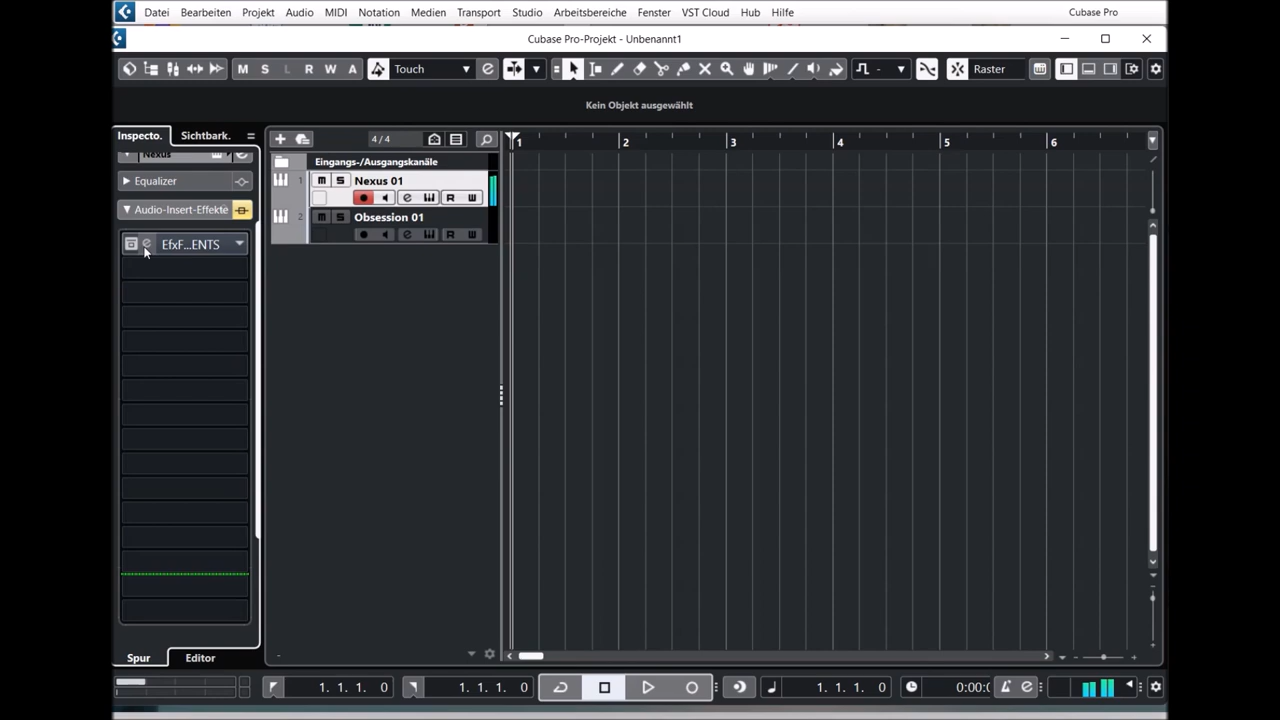 Datei Bearbeiten Projekt Audio MIDI Notation Medien Transport Studio Arbeitsbereiche Fenster VST Cloud Hub Hilfe Cubase Pro
Cubase Pro-Projekt - Unbenannt1
M S L R W A Touch - Raster
Kein Objekt ausgewählt
Inspecto. Sichtbark.
4/4
1 2 3 4 5 6
Nexus
Eingangs-/Ausgangskanäle
1 M S Nexus 01
R W
Equalizer
Audio-Insert-Effekte
2 M S Obsession 01
R W
EfxF...ENTS
Spur Editor
1. 1. 1. 0 1. 1. 1. 0 1. 1. 1. 0 0:00:0